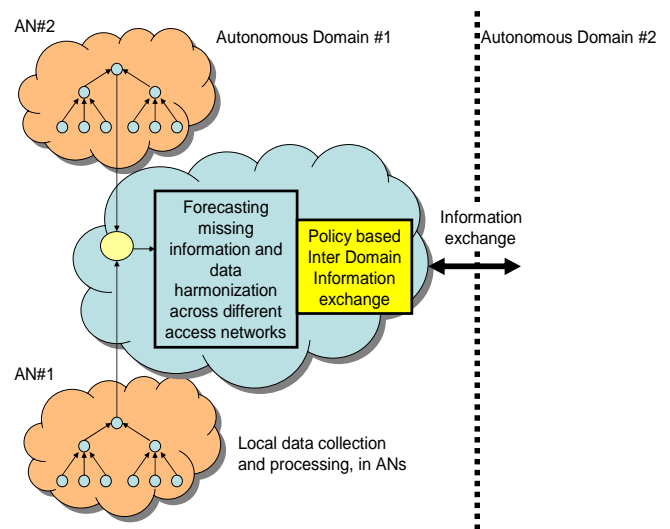 AN#2
Autonomous Domain #1
Autonomous Domain #2
Forecasting
missing
information and
data
harmonization
across different
access networks
Policy based
Inter Domain
Information
exchange
Information
exchange
AN#1
Local data collection
and processing, in ANs